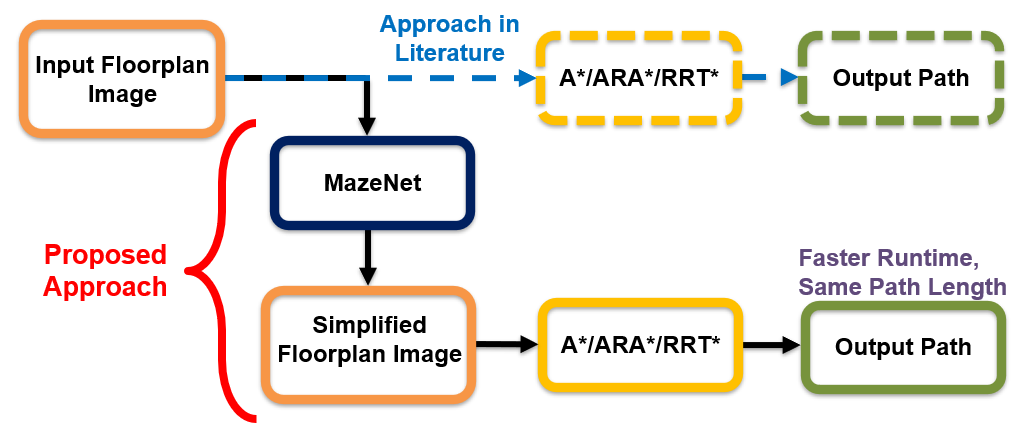 Input Floorplan
Image
Approach in
Literature
A*/ARA*/RRT*
Output Path
MazeNet
Proposed
Approach
Simplified
Floorplan Image
A*/ARA*/RRT*
Faster Runtime,
Same Path Length
Output Path